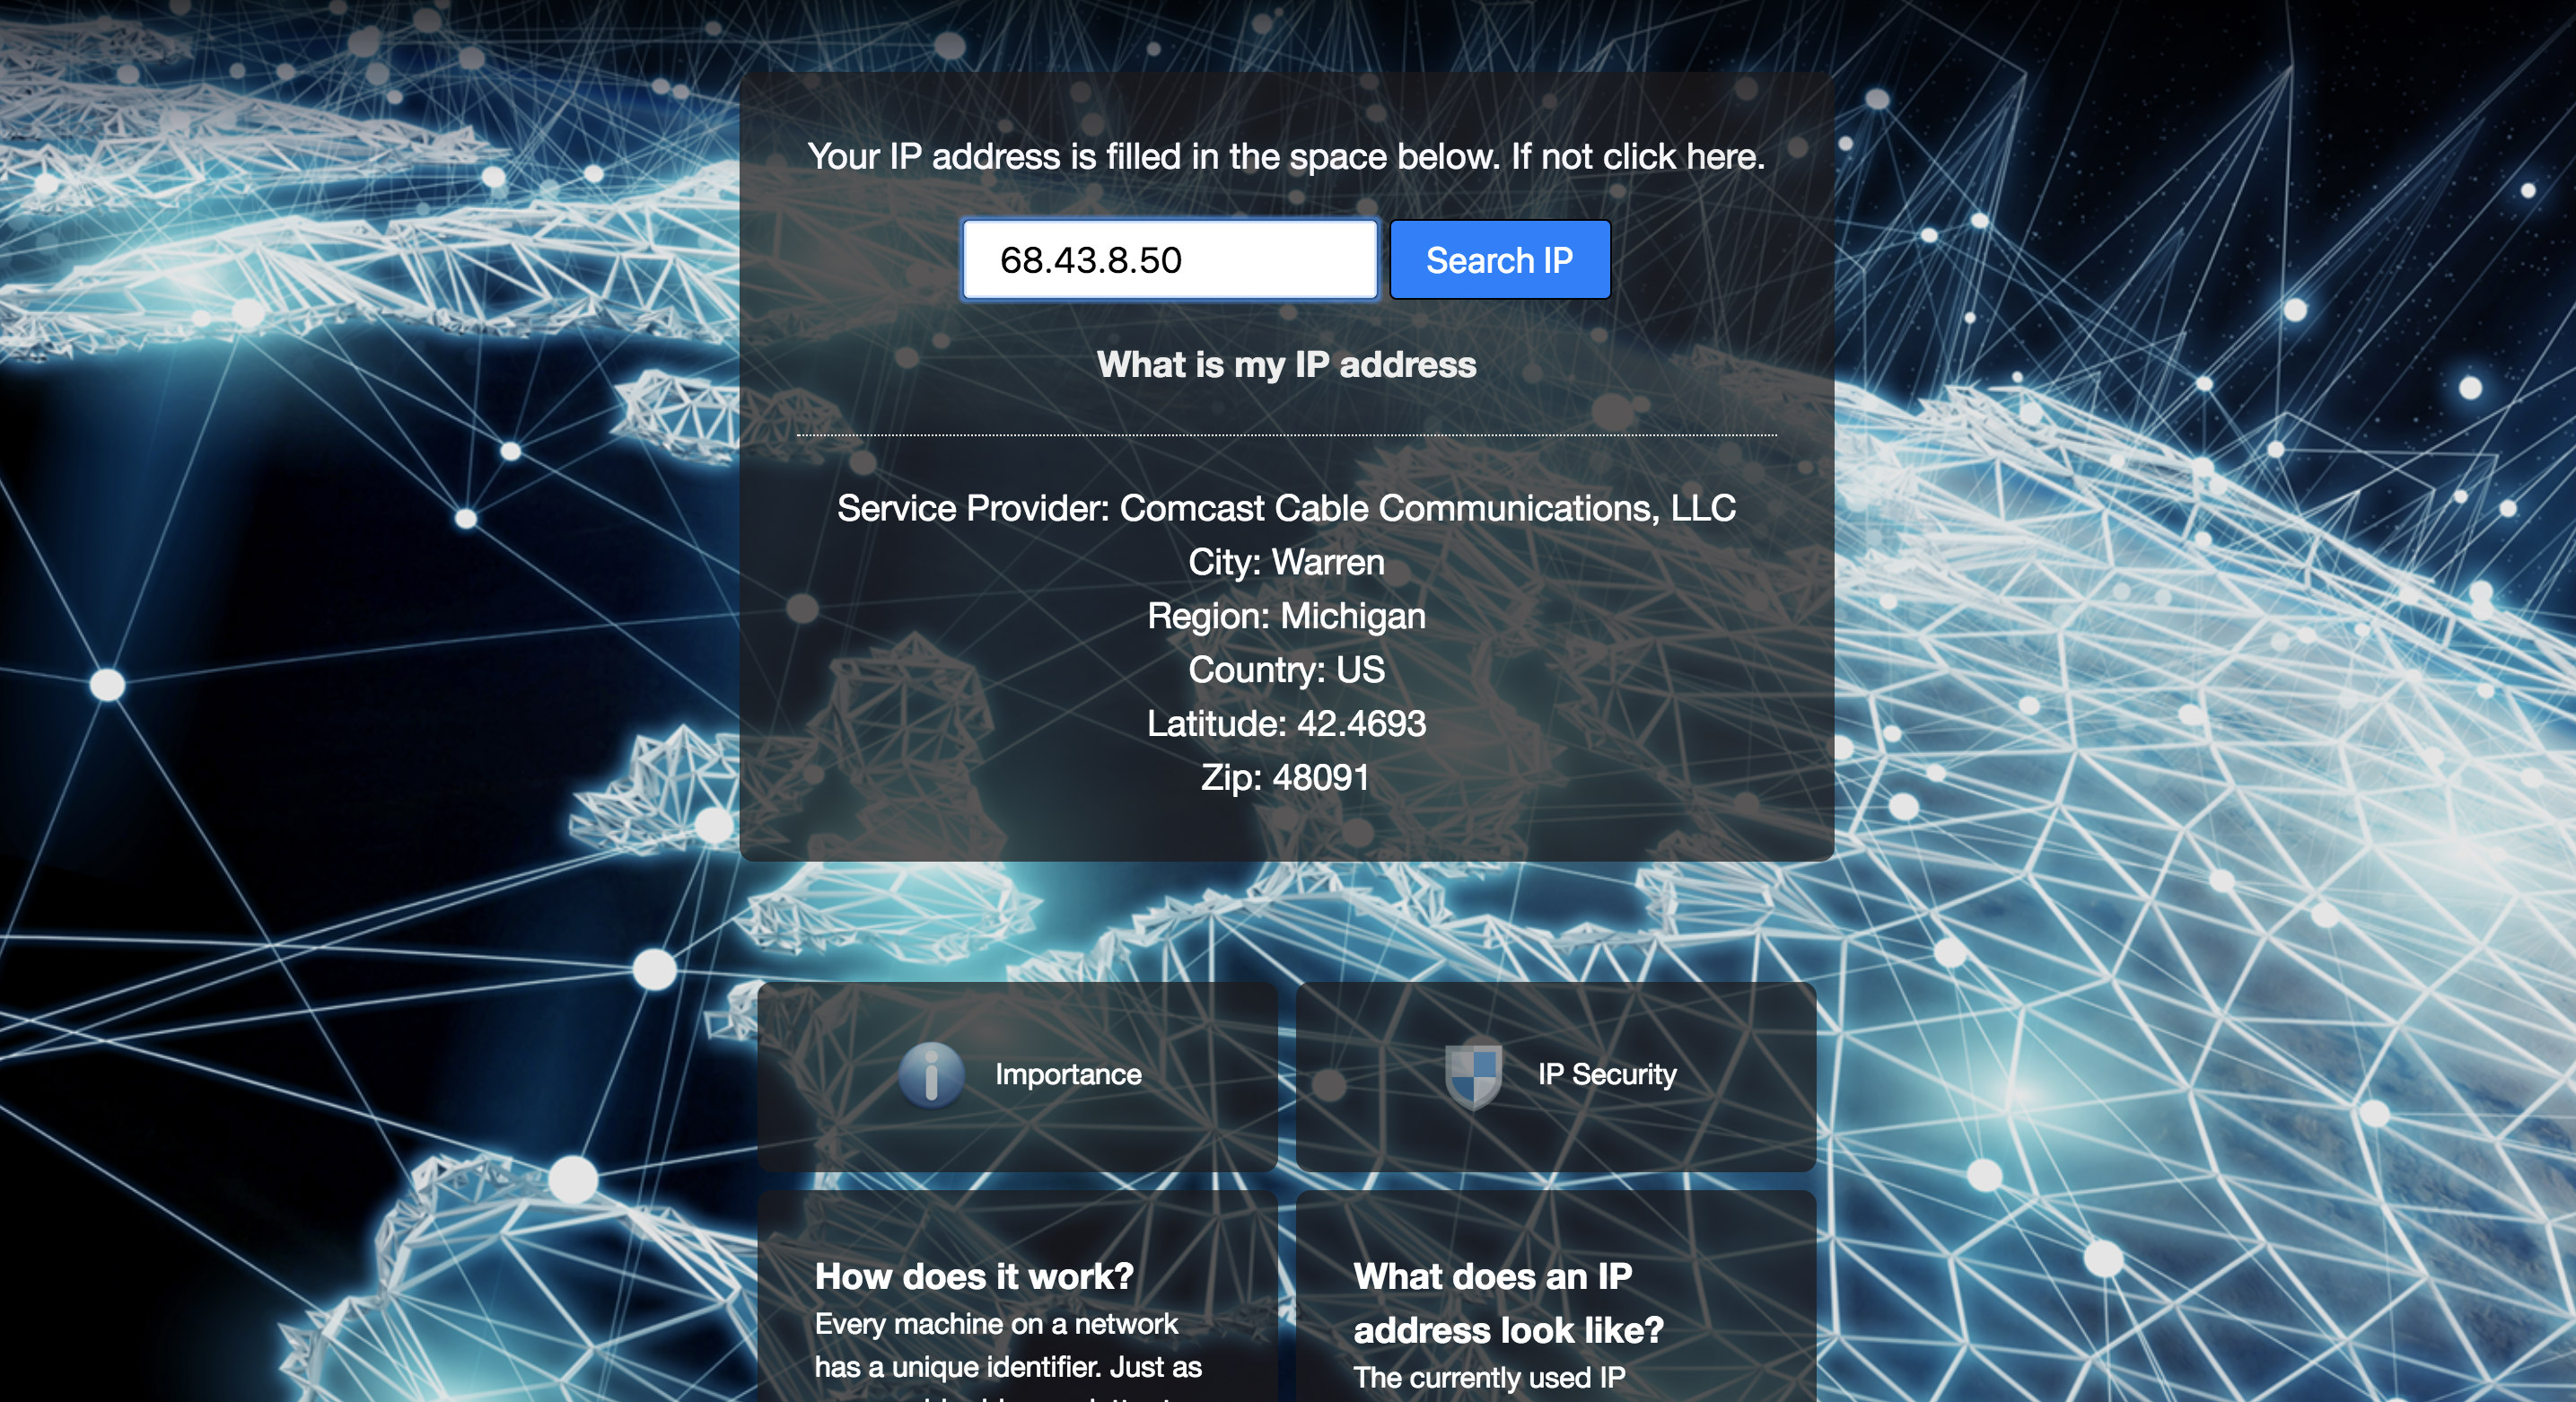 Your IP address is filled in the space below. If not click here.
68.43.8.50
Search IP
What is my IP address
Service Provider: Comcast Cable Communications, LLC
City: Warren
Region: Michigan
Country: US
Latitude: 42.4693
Zip: 48091
Importance
IP Security
How does it work?
Every machine on a network
has a unique identifier. Just as
What does an IP
address look like?
The currently used IP